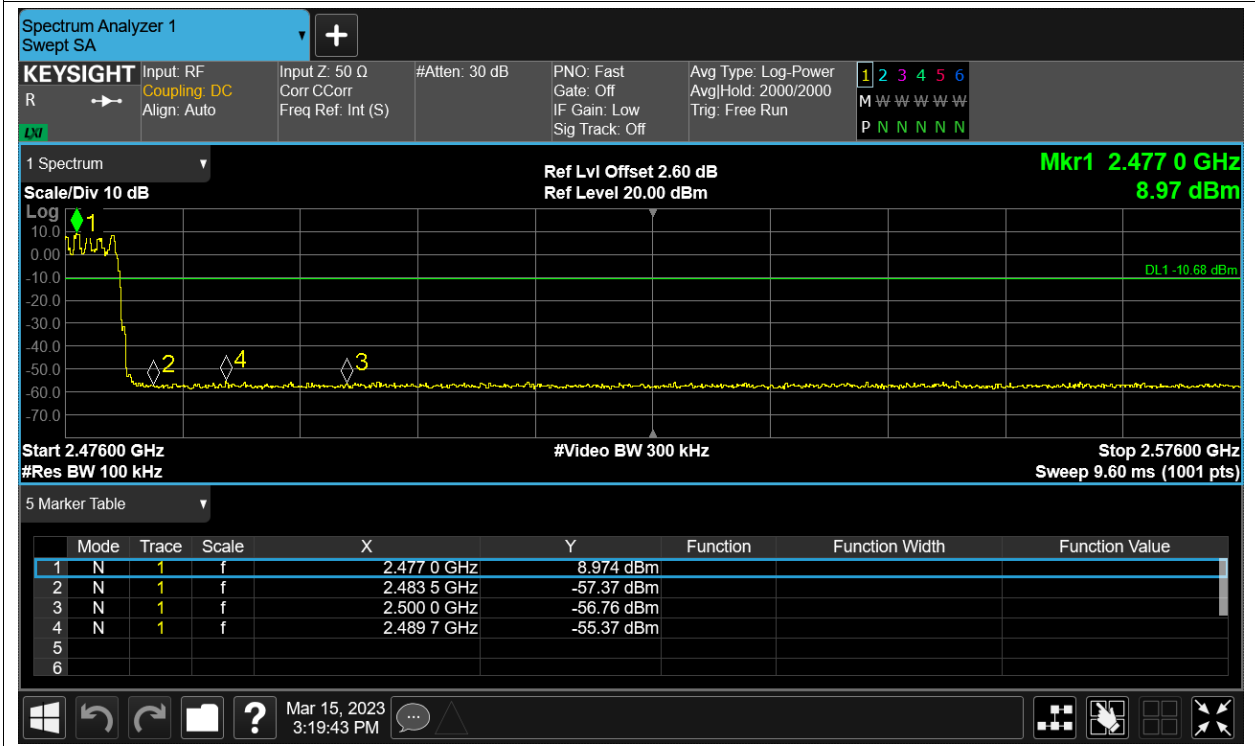 Spectrum Analyzer 1
Swept SA
+
KEYSIGHT Input: RF Input Z: 50 Ω #Atten: 30 dB PNO: Fast Avg Type: Log-Power 1 2 3 4 5 6
R Coupling: DC Corr CCorr Gate: Off Avg|Hold: 2000/2000 M W W W W W
Align: Auto Freq Ref: Int (S) IF Gain: Low Trig: Free Run
LXI Sig Track: Off P N N N N N
1 Spectrum Ref Lvl Offset 2.60 dB Mkr1 2.477 0 GHz
Scale/Div 10 dB Ref Level 20.00 dBm 8.97 dBm
Log 1
10.0
0.00
-10.0 DL1 -10.68 dBm
-20.0
-30.0
-40.0
-50.0 2 4 3
-60.0
-70.0
Start 2.47600 GHz #Video BW 300 kHz Stop 2.57600 GHz
#Res BW 100 kHz Sweep 9.60 ms (1001 pts)
5 Marker Table
Mode Trace Scale X Y Function Function Width Function Value
1 N 1 f 2.477 0 GHz 8.974 dBm
2 N 1 f 2.483 5 GHz -57.37 dBm
3 N 1 f 2.500 0 GHz -56.76 dBm
4 N 1 f 2.489 7 GHz -55.37 dBm
5
6
? Mar 15, 2023
3:19:43 PM